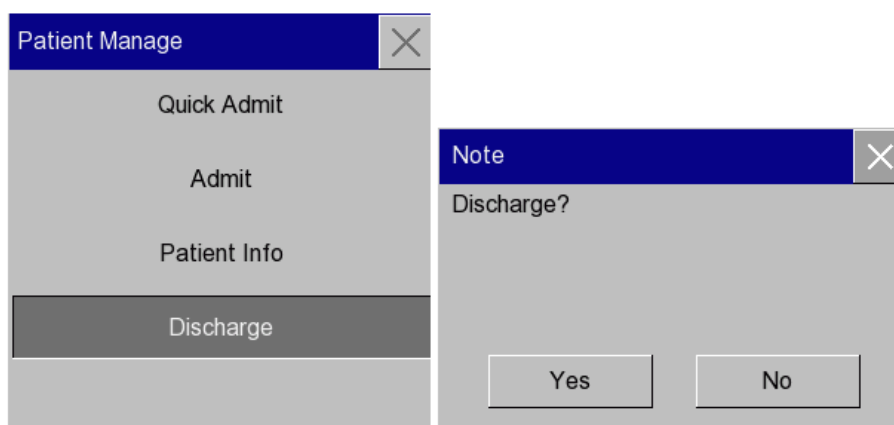 Patient Manage
Quick Admit
Admit
Patient Info
Discharge
Note
Discharge?
Yes
No